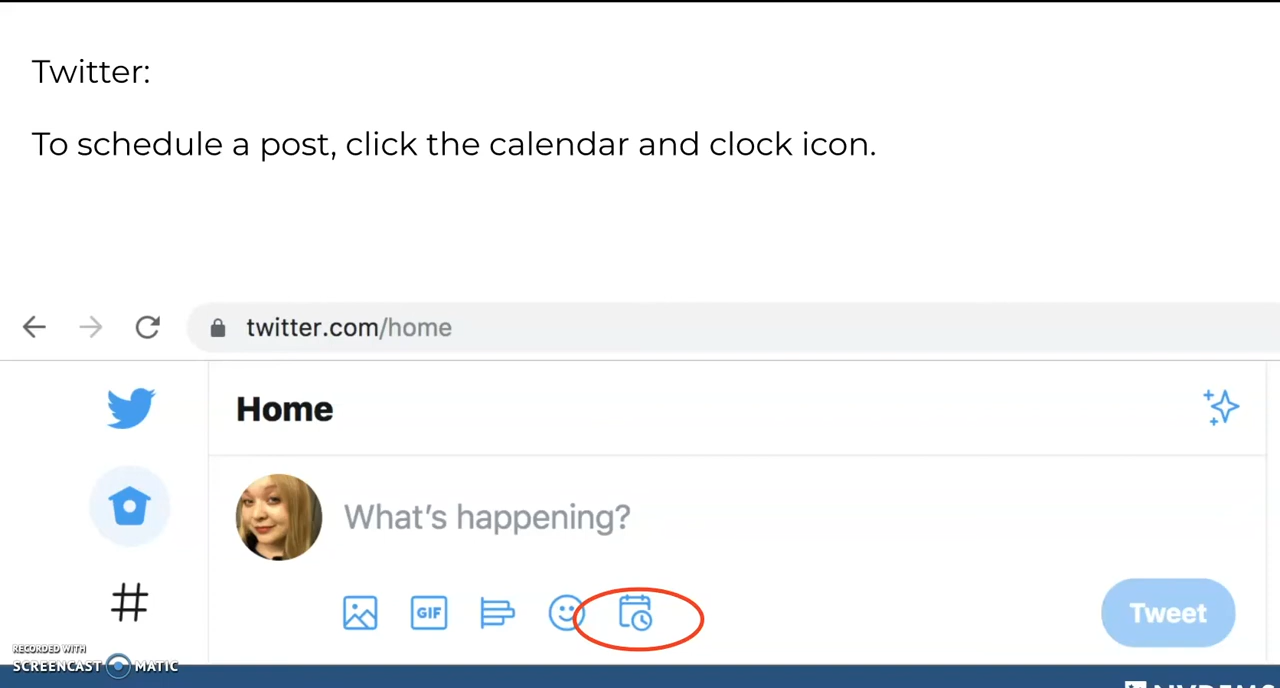 Twitter:
To schedule a post, click the calendar and clock icon.
twitter.com/home
Home
What's happening?
GIF
Tweet
RECORDED WITH
SCREENCAST MATIC